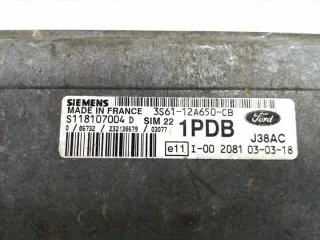 SIEMENS
MADE IN FRANCE 3S61-12A650-CB
S118107004 D SIM 22 1PDB Ford
0 / 06732 / 232138679 / 03077 J38AC
e11 I-00 2081 03-03-18